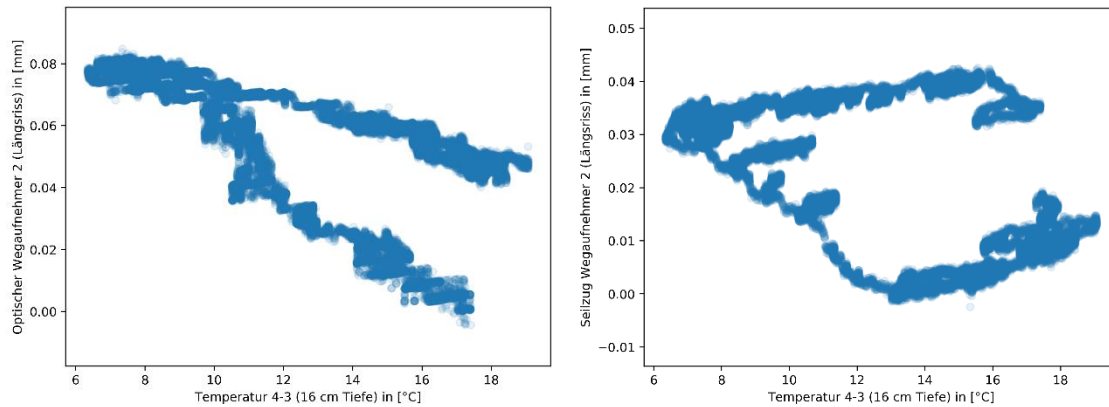 Optischer Wegaufnehmer 2 (Längsriss) in [mm]
0.08
0.06
0.04
0.02
0.00
6 8 10 12 14 16 18
Temperatur 4-3 (16 cm Tiefe) in [°C]
Seilzug Wegaufnehmer 2 (Längsriss) in [mm]
0.05
0.04
0.03
0.02
0.01
0.00
−0.01
6 8 10 12 14 16 18
Temperatur 4-3 (16 cm Tiefe) in [°C]